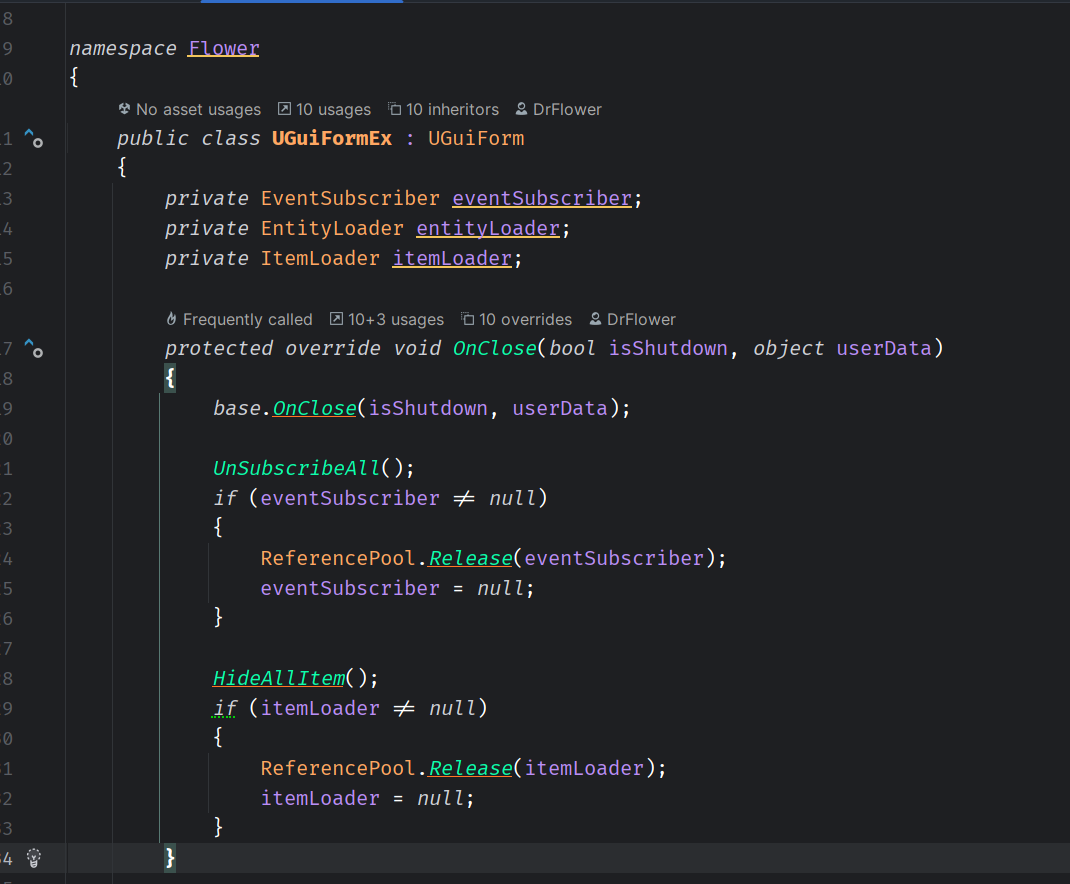 8
9 namespace Flower
0 {
No asset usages 10 usages 10 inheritors DrFlower
1 public class UGuiFormEx : UGuiForm
2 {
3 private EventSubscriber eventSubscriber;
4 private EntityLoader entityLoader;
5 private ItemLoader itemLoader;
6
Frequently called 10+3 usages 10 overrides DrFlower
7 protected override void OnClose(bool isShutdown, object userData)
8 {
9 base.OnClose(isShutdown, userData);
0
1 UnSubscribeAll();
2 if (eventSubscriber ≠ null)
3 {
4 ReferencePool.Release(eventSubscriber);
5 eventSubscriber = null;
6 }
7
8 HideAllItem();
9 if (itemLoader ≠ null)
0 {
1 ReferencePool.Release(itemLoader);
2 itemLoader = null;
3 }
4 }